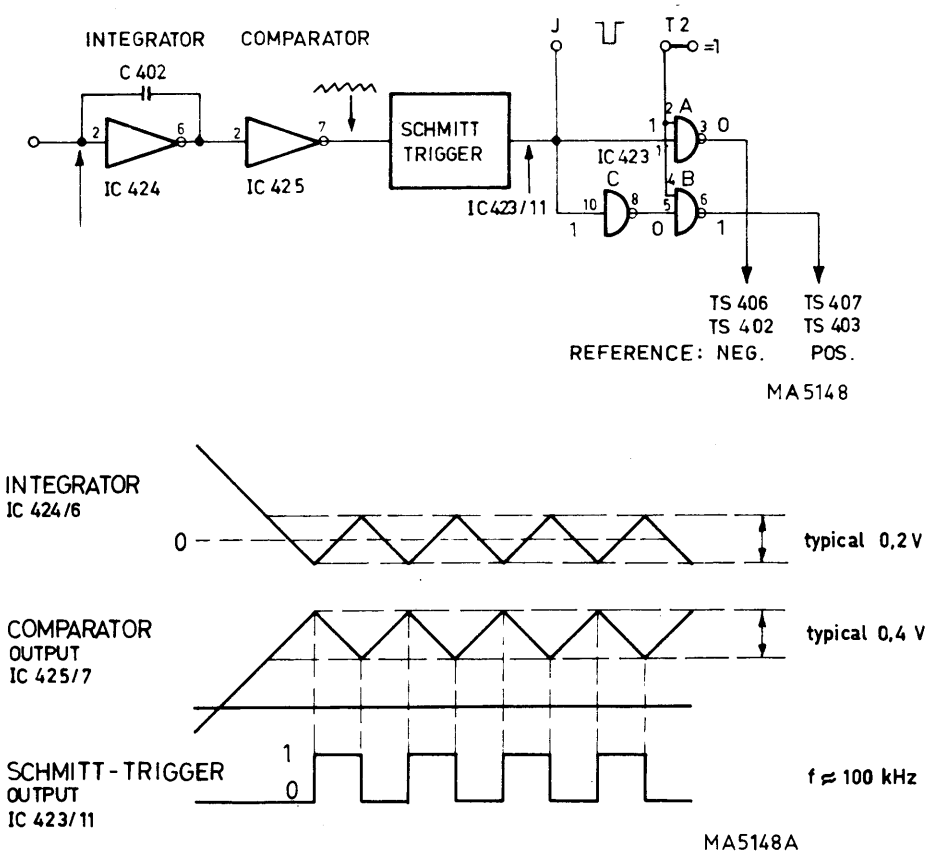 J
T 2
=1
INTEGRATOR
COMPARATOR
C 402
2
6
2
7
SCHMITT
TRIGGER
2
A
1
3
0
1
IC 423
IC 424
IC 425
IC423/11
C
10
8
4
B
5
6
1
0
1
TS 406
TS 402
TS 407
TS 403
REFERENCE: NEG. POS.
MA5148
INTEGRATOR
IC 424/6
0
typical 0,2 V
COMPARATOR
OUTPUT
IC 425/7
typical 0,4 V
SCHMITT-TRIGGER
OUTPUT
IC 423/11
1
0
f ≈ 100 kHz
MA5148A